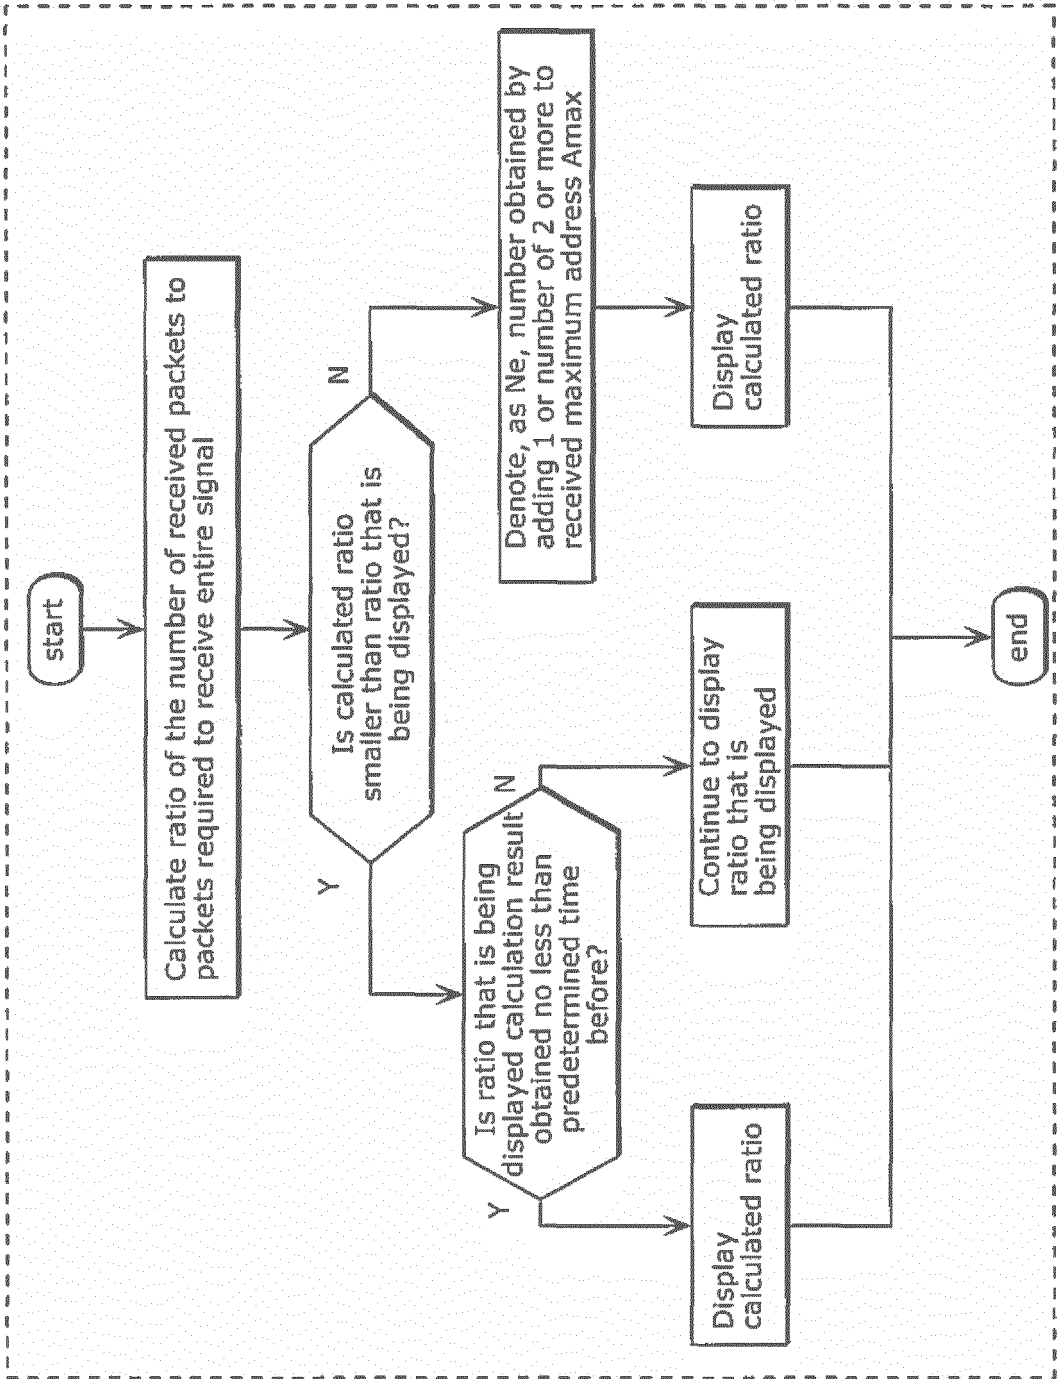 start
Calculate ratio of the number of received packets to
packets required to receive entire signal
Is calculated ratio
smaller than ratio that is
being displayed?
Y
N
Is ratio that is being
displayed calculation result
obtained no less than
predetermined time
before?
Y
N
Denote, as Ne, number obtained by
adding 1 or number of 2 or more to
received maximum address Amax
Display
calculated ratio
Continue to display
ratio that is
being displayed
Display
calculated ratio
end